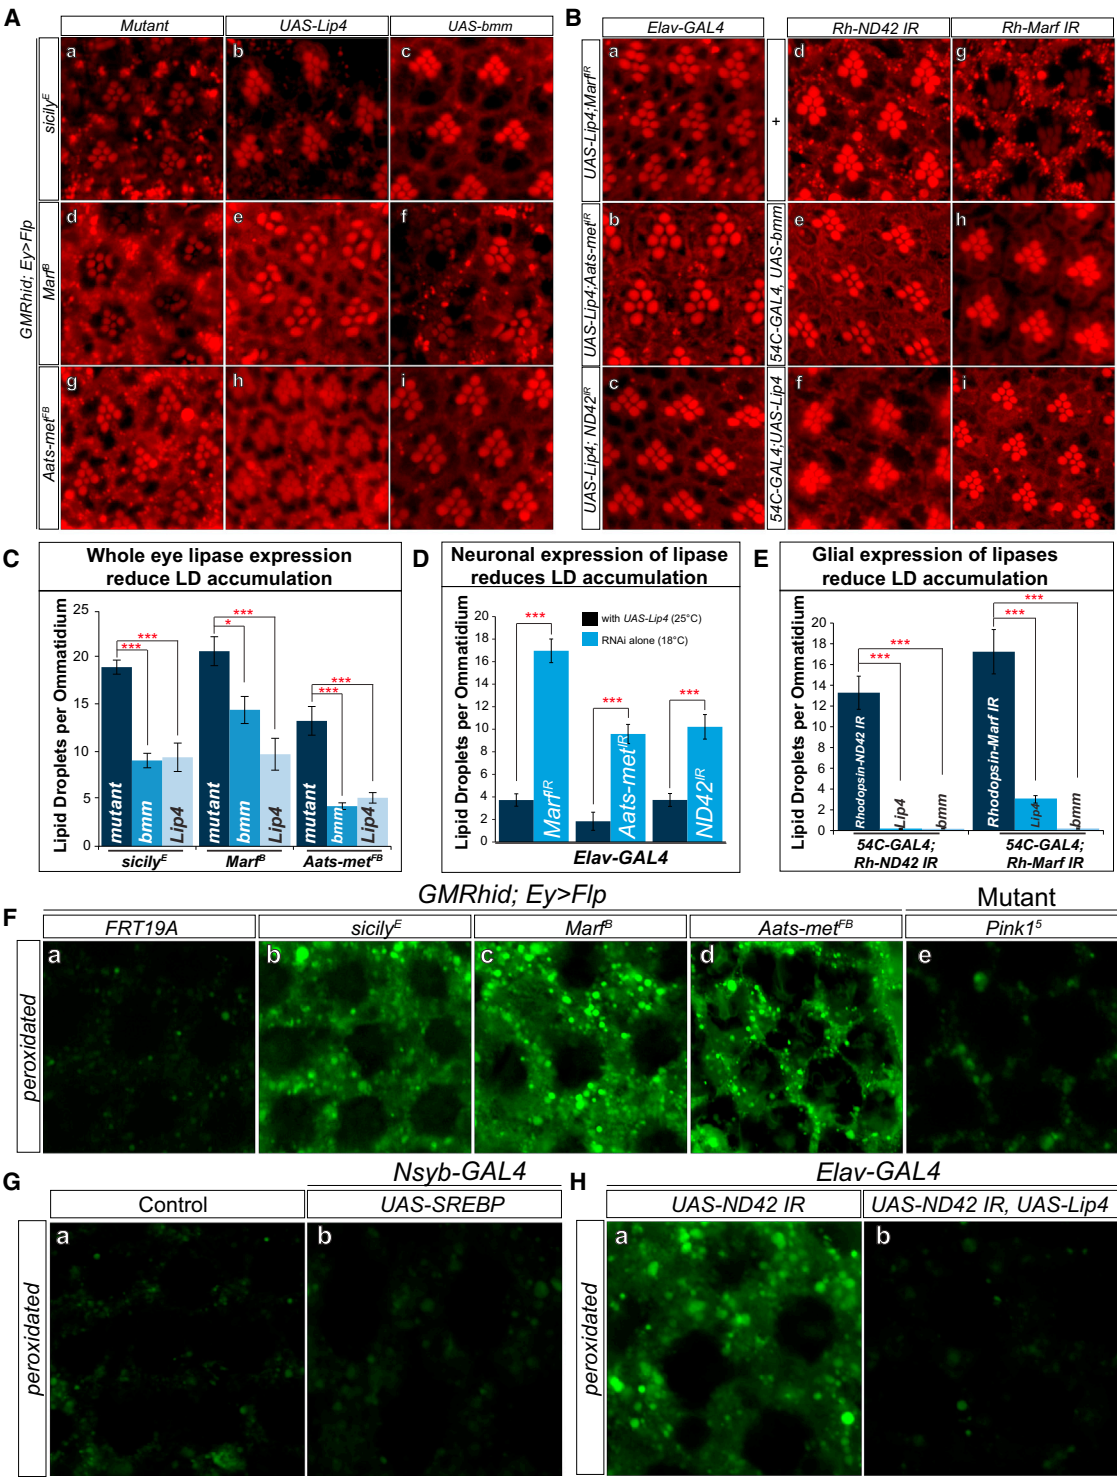 A
Mutant
UAS-Lip4
UAS-bmm
GMRhid; Ey>Flp
sicilyE
a
b
c
MarfB
d
e
f
Aats-metFB
g
h
i
B
Elav-GAL4
Rh-ND42 IR
Rh-Marf IR
UAS-Lip4;MarfIR
a
+
d
g
UAS-Lip4;Aats-metIR
b
54C-GAL4, UAS-bmm
e
h
UAS-Lip4; ND42IR
c
54C-GAL4;UAS-Lip4
f
i
C
Whole eye lipase expression
reduce LD accumulation
Lipid Droplets per Ommatidium
25
20
15
10
5
0
***
***
***
*
***
***
mutant
bmm
Lip4
mutant
bmm
Lip4
mutant
bmm
Lip4
sicilyE
MarfB
Aats-metFB
D
Neuronal expression of lipase
reduces LD accumulation
Lipid Droplets per Ommatidium
20
18
16
14
12
10
8
6
4
2
0
with UAS-Lip4 (25°C)
RNAi alone (18°C)
***
***
***
MarfIR
Aats-metIR
ND42IR
Elav-GAL4
E
Glial expression of lipases
reduce LD accumulation
Lipid Droplets per Ommatidium
20
18
16
14
12
10
8
6
4
2
0
***
***
***
***
Rhodopsin-ND42 IR
Lip4
bmm
Rhodopsin-Marf IR
Lip4
bmm
54C-GAL4;
Rh-ND42 IR
54C-GAL4;
Rh-Marf IR
F
GMRhid; Ey>Flp
Mutant
FRT19A
sicilyE
MarfB
Aats-metFB
Pink15
peroxidated
a
b
c
d
e
G
Nsyb-GAL4
Control
UAS-SREBP
peroxidated
a
b
H
Elav-GAL4
UAS-ND42 IR
UAS-ND42 IR, UAS-Lip4
peroxidated
a
b